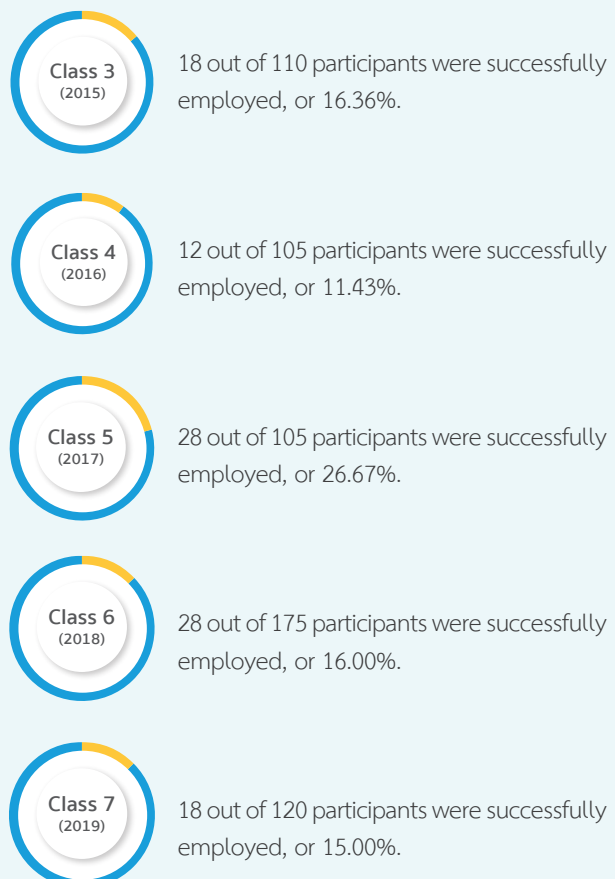 Class 3
(2015)
18 out of 110 participants were successfully
employed, or 16.36%.
Class 4
(2016)
12 out of 105 participants were successfully
employed, or 11.43%.
Class 5
(2017)
28 out of 105 participants were successfully
employed, or 26.67%.
Class 6
(2018)
28 out of 175 participants were successfully
employed, or 16.00%.
Class 7
(2019)
18 out of 120 participants were successfully
employed, or 15.00%.